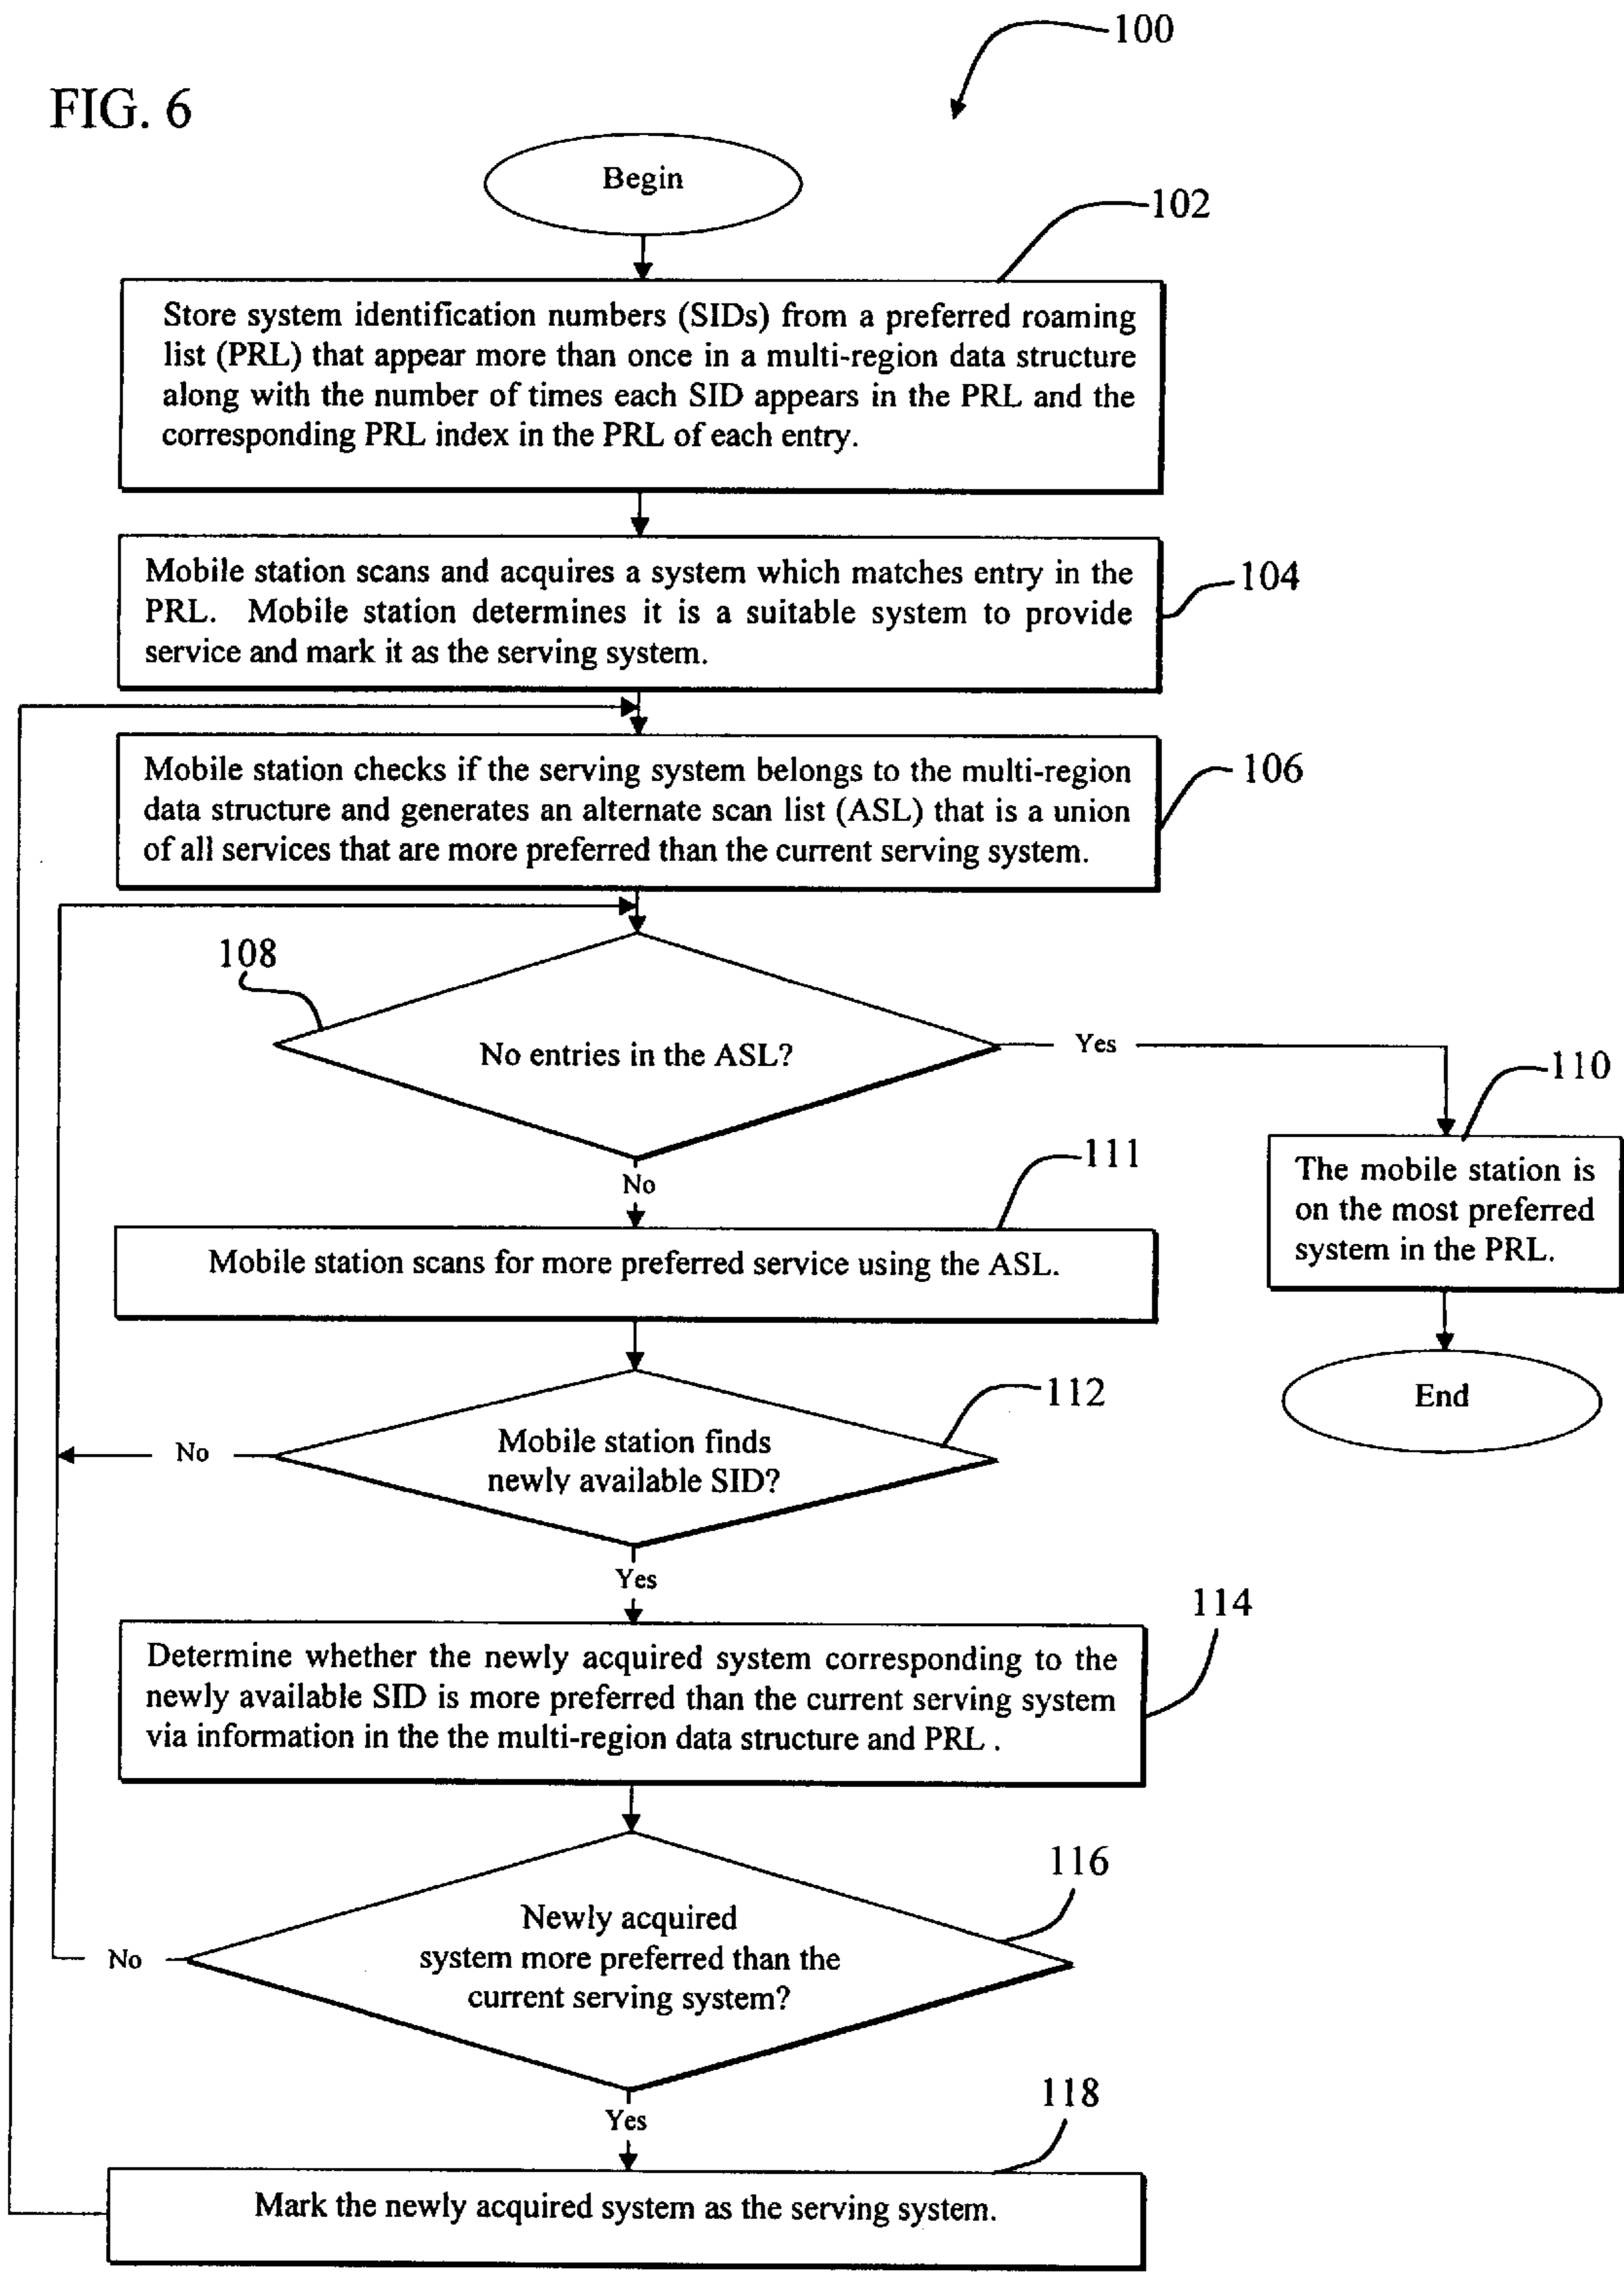 100
FIG. 6
Begin
102
Store system identification numbers (SIDs) from a preferred roaming
list (PRL) that appear more than once in a multi-region data structure
along with the number of times each SID appears in the PRL and the
corresponding PRL index in the PRL of each entry.
Mobile station scans and acquires a system which matches entry in the
PRL. Mobile station determines it is a suitable system to provide
service and mark it as the serving system.
104
Mobile station checks if the serving system belongs to the multi-region
data structure and generates an alternate scan list (ASL) that is a union
of all services that are more preferred than the current serving system.
106
108
No entries in the ASL?
Yes
110
The mobile station is
on the most preferred
system in the PRL.
End
No
111
Mobile station scans for more preferred service using the ASL.
112
Mobile station finds
newly available SID?
No
Yes
114
Determine whether the newly acquired system corresponding to the
newly available SID is more preferred than the current serving system
via information in the the multi-region data structure and PRL .
116
Newly acquired
system more preferred than the
current serving system?
No
Yes
118
Mark the newly acquired system as the serving system.